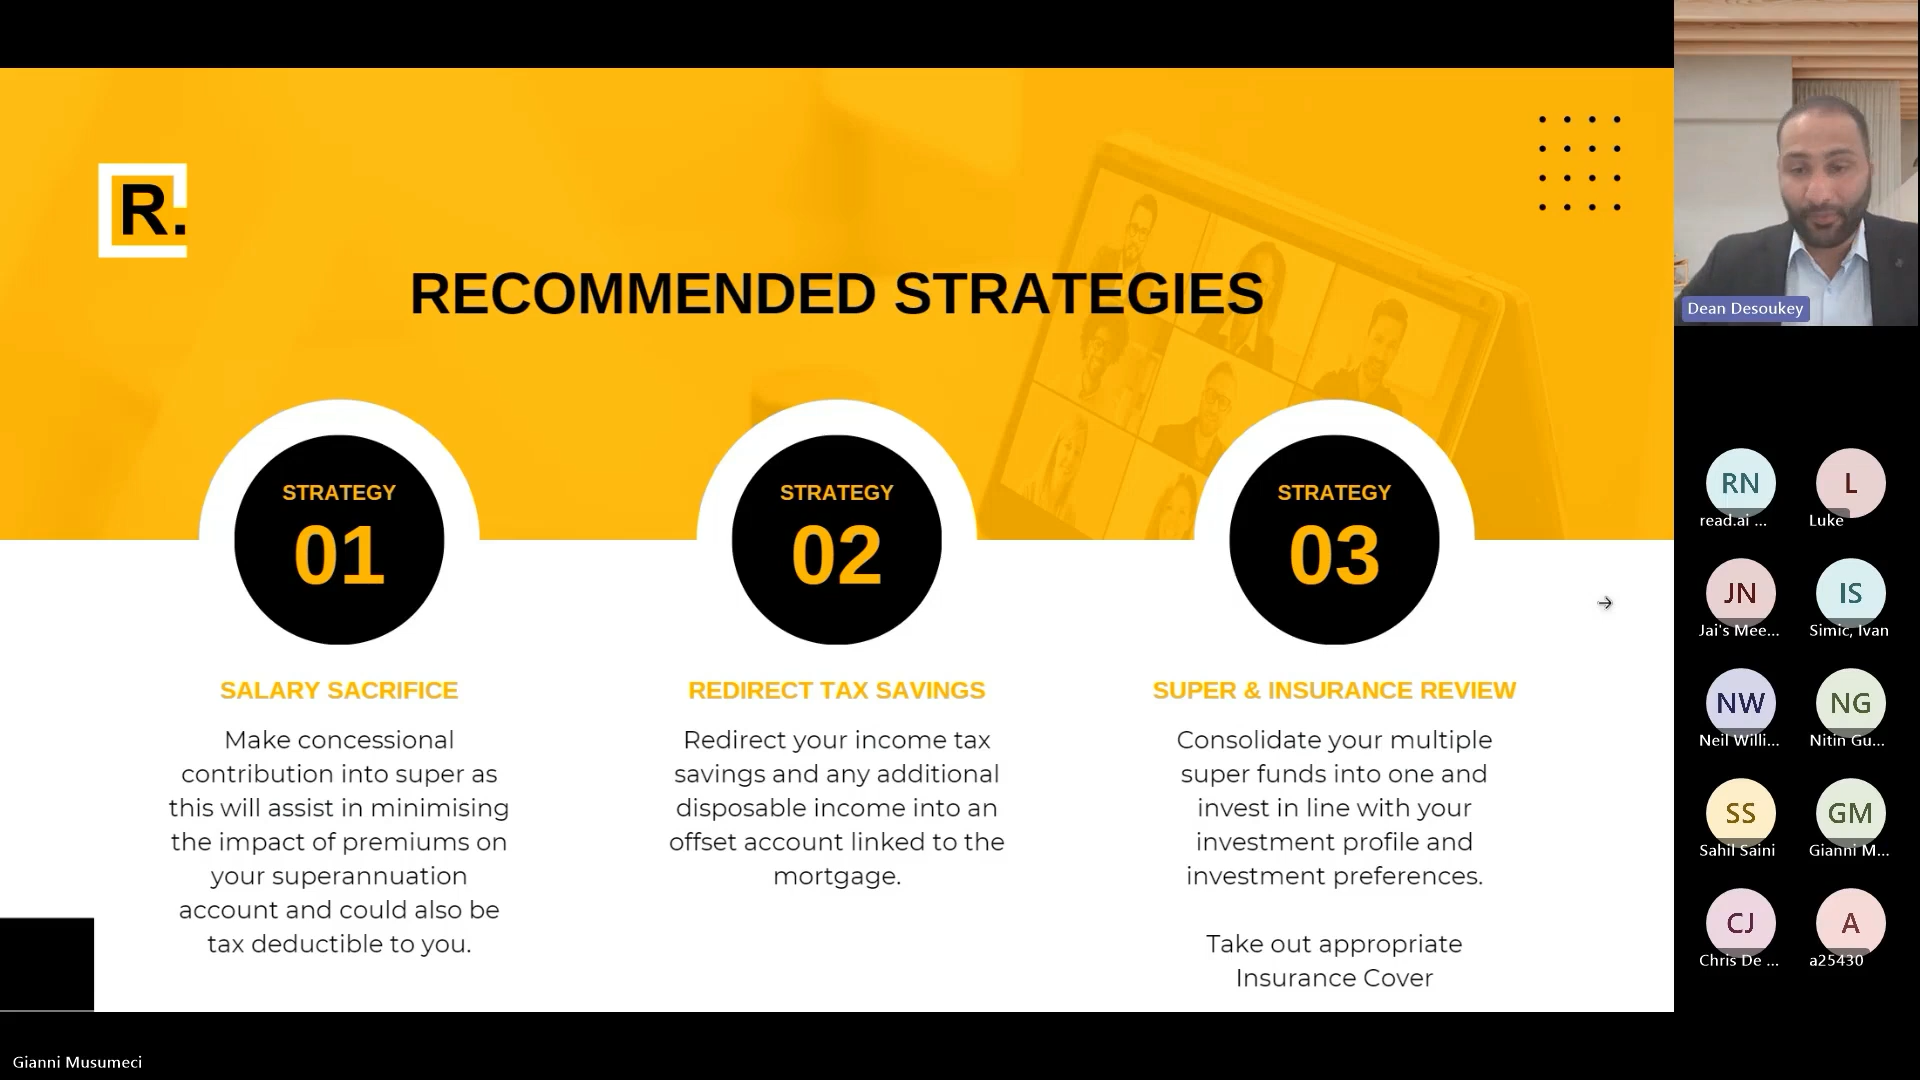 R.
RECOMMENDED STRATEGIES
STRATEGY
01
SALARY SACRIFICE
Make concessional
contribution into super as
this will assist in minimising
the impact of premiums on
your superannuation
account and could also be
tax deductible to you.
STRATEGY
02
REDIRECT TAX SAVINGS
Redirect your income tax
savings and any additional
disposable income into an
offset account linked to the
mortgage.
STRATEGY
03
SUPER & INSURANCE REVIEW
Consolidate your multiple
super funds into one and
invest in line with your
investment profile and
investment preferences.
Take out appropriate
Insurance Cover
Dean Desoukey
RN
read.ai ...
L
Luke
JN
Jai's Mee...
IS
Simic, Ivan
NW
Neil Willi...
NG
Nitin Gu...
SS
Sahil Saini
GM
Gianni M...
CJ
Chris De ...
A
a25430
Gianni Musumeci